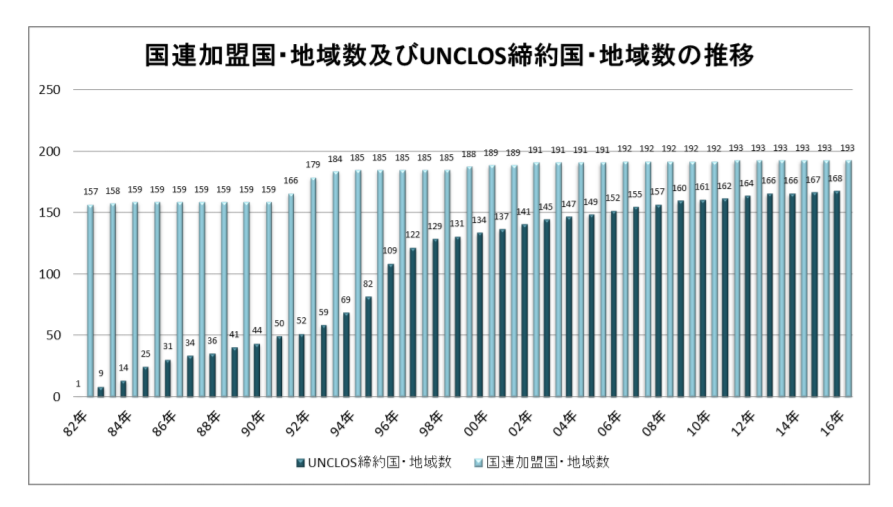 国連加盟国・地域数及びUNCLOS締約国・地域数の推移
250
200
150
100
50
0
157 158 159 159 159 159 159 159 159 166 179 184 185 185 185 185 185 188 189 189 191 191 191 191 192 192 192 192 192 193 193 193 193 193 193
1 9 14 25 31 34 36 41 44 50 52 59 69 82 109 122 129 131 134 137 141 145 147 149 152 155 157 160 161 162 164 166 166 167 168
82年 84年 86年 88年 90年 92年 94年 96年 98年 00年 02年 04年 06年 08年 10年 12年 14年 16年
UNCLOS締約国・地域数 国連加盟国・地域数